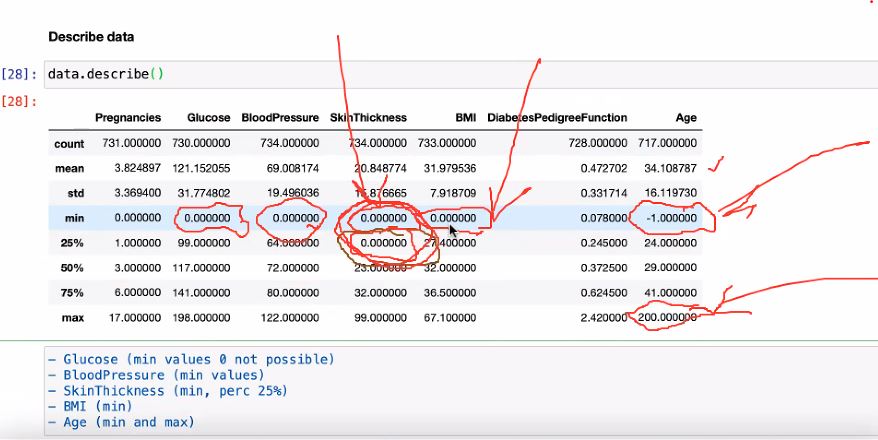 Describe data
[28]: data.describe()
[28]:
Pregnancies Glucose BloodPressure SkinThickness BMI DiabetesPedigreeFunction Age
count 731.000000 730.000000 734.000000 734.000000 733.000000 728.000000 717.000000
mean 3.824897 121.152055 69.008174 20.848774 31.979536 0.472702 34.108787
std 3.369400 31.774802 19.496036 7.918709 0.331714 16.119730
min 0.000000 0.000000 0.000000 0.000000 0.000000 0.078000 -1.000000
25% 1.000000 99.000000 64.000000 0.000000 27.400000 0.245000 24.000000
50% 3.000000 117.000000 72.000000 23.000000 32.000000 0.372500 29.000000
75% 6.000000 141.000000 80.000000 32.000000 36.500000 0.624500 41.000000
max 17.000000 198.000000 122.000000 99.000000 67.100000 2.420000 200.000000
– Glucose (min values 0 not possible)
– BloodPressure (min values)
– SkinThickness (min, perc 25%)
– BMI (min)
– Age (min and max)